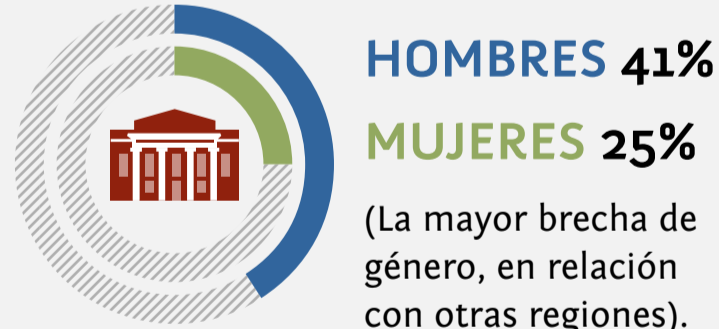 HOMBRES 41%
MUJERES 25%
(La mayor brecha de
género, en relación
con otras regiones).